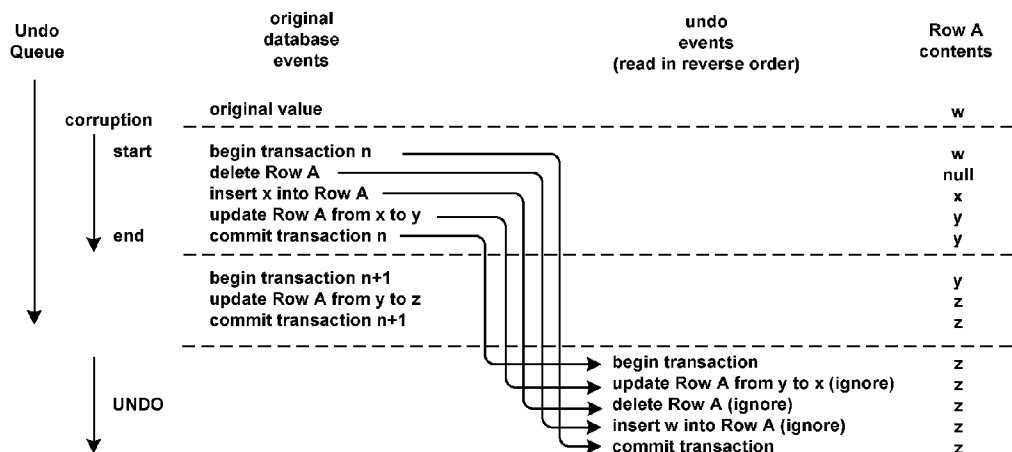 Undo
Queue
original
database
events
undo
events
(read in reverse order)
Row A
contents
original value
w
corruption
start
begin transaction n
w
delete Row A
null
insert x into Row A
x
update Row A from x to y
y
end
commit transaction n
y
begin transaction n+1
y
update Row A from y to z
z
commit transaction n+1
z
begin transaction
z
update Row A from y to x (ignore)
z
UNDO
delete Row A (ignore)
z
insert w into Row A (ignore)
z
commit transaction
z